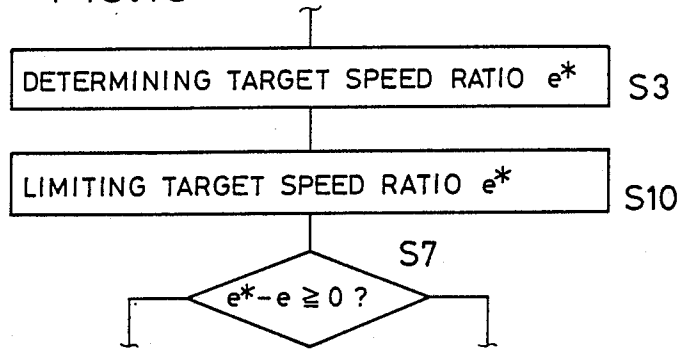 DETERMINING TARGET SPEED RATIO e*
S3
LIMITING TARGET SPEED RATIO e*
S10
S7
e*-e ≧ 0 ?